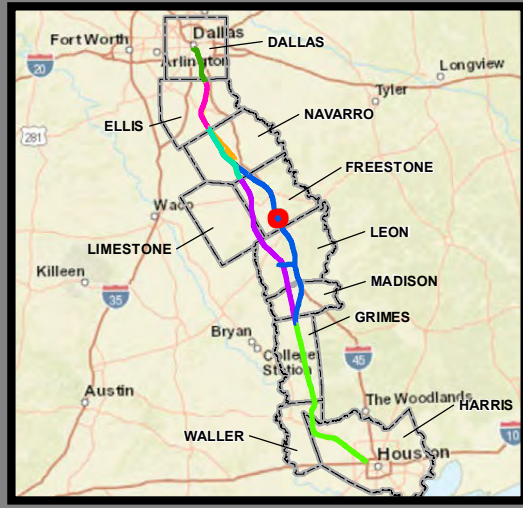 Fort Worth
Dallas
DALLAS
Arlington
Longview
20
Tyler
281
ELLIS
NAVARRO
FREESTONE
Waco
LEON
LIMESTONE
Killeen
MADISON
35
GRIMES
Bryan
College
Station
45
Austin
The Woodlands
HARRIS
WALLER
Houston
10